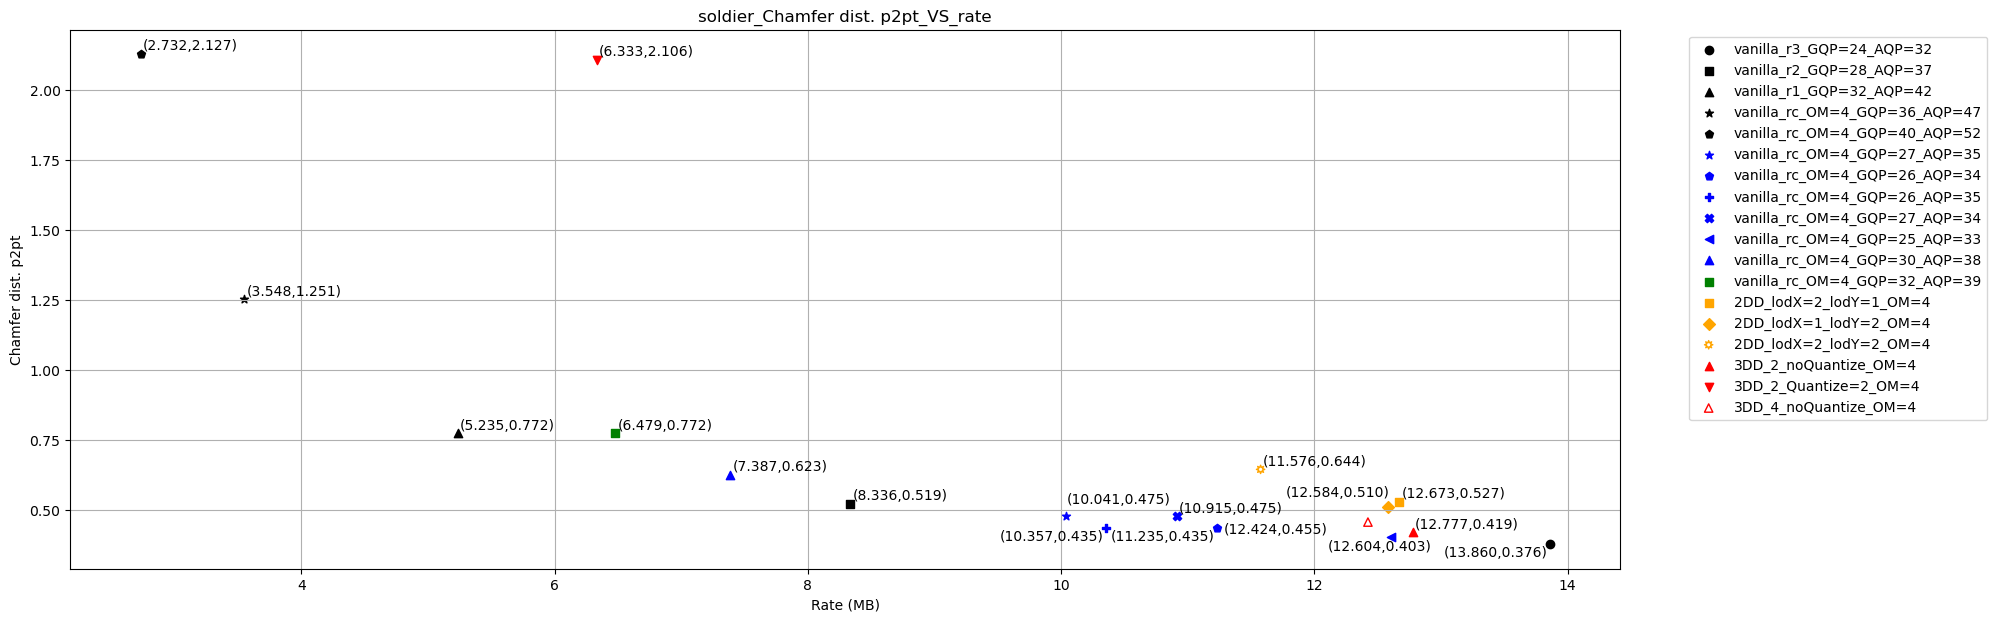 soldier_Chamfer dist. p2pt_VS_rate
Chamfer dist. p2pt
2.00
1.75
1.50
1.25
1.00
0.75
0.50
(2.732,2.127)
(6.333,2.106)
(3.548,1.251)
(5.235,0.772)
(6.479,0.772)
(7.387,0.623)
(8.336,0.519)
(11.576,0.644)
(10.041,0.475)
(12.584,0.510)
(12.673,0.527)
(10.915,0.475)
(10.357,0.435)
(11.235,0.435)
(12.424,0.455)
(12.777,0.419)
(12.604,0.403)
(13.860,0.376)
4
6
8
10
12
14
Rate (MB)
vanilla_r3_GQP=24_AQP=32
vanilla_r2_GQP=28_AQP=37
vanilla_r1_GQP=32_AQP=42
vanilla_rc_OM=4_GQP=36_AQP=47
vanilla_rc_OM=4_GQP=40_AQP=52
vanilla_rc_OM=4_GQP=27_AQP=35
vanilla_rc_OM=4_GQP=26_AQP=34
vanilla_rc_OM=4_GQP=26_AQP=35
vanilla_rc_OM=4_GQP=27_AQP=34
vanilla_rc_OM=4_GQP=25_AQP=33
vanilla_rc_OM=4_GQP=30_AQP=38
vanilla_rc_OM=4_GQP=32_AQP=39
2DD_lodX=2_lodY=1_OM=4
2DD_lodX=1_lodY=2_OM=4
2DD_lodX=2_lodY=2_OM=4
3DD_2_noQuantize_OM=4
3DD_2_Quantize=2_OM=4
3DD_4_noQuantize_OM=4